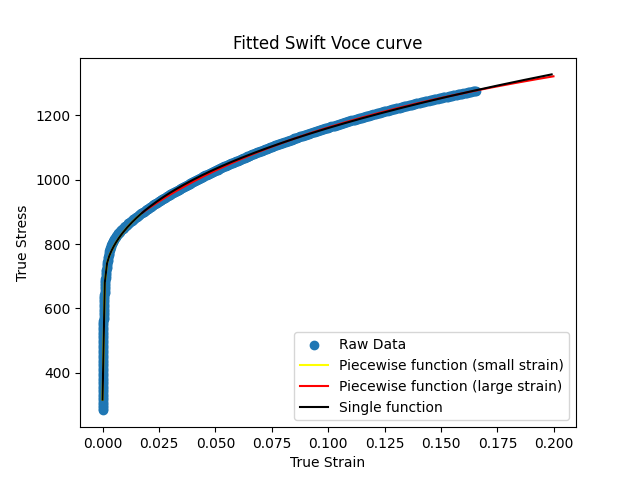 Fitted Swift Voce curve
True Stress
1200
1000
800
600
400
Raw Data
Piecewise function (small strain)
Piecewise function (large strain)
Single function
0.000 0.025 0.050 0.075 0.100 0.125 0.150 0.175 0.200
True Strain